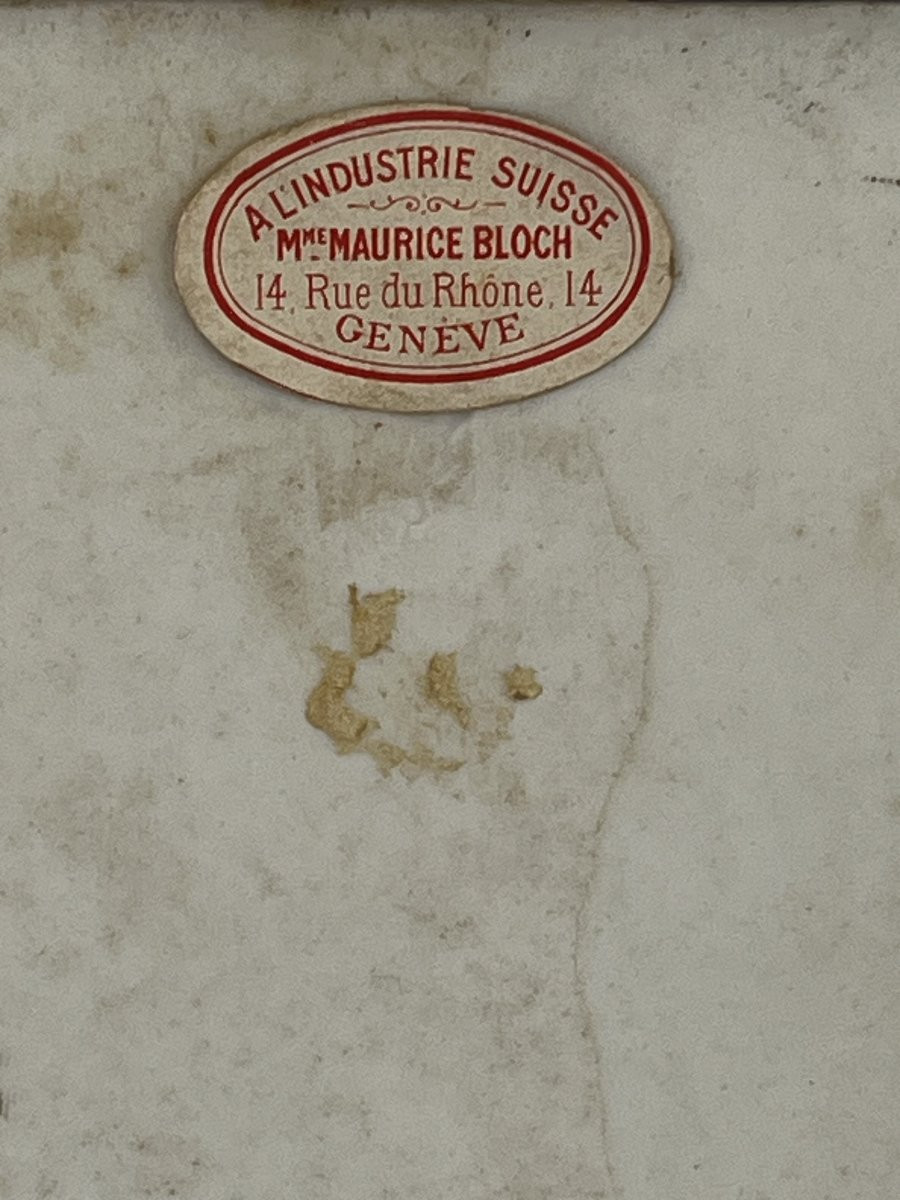 A L'INDUSTRIE SUISSE
MME MAURICE BLOCH
14, Rue du Rhône, 14
GENÈVE